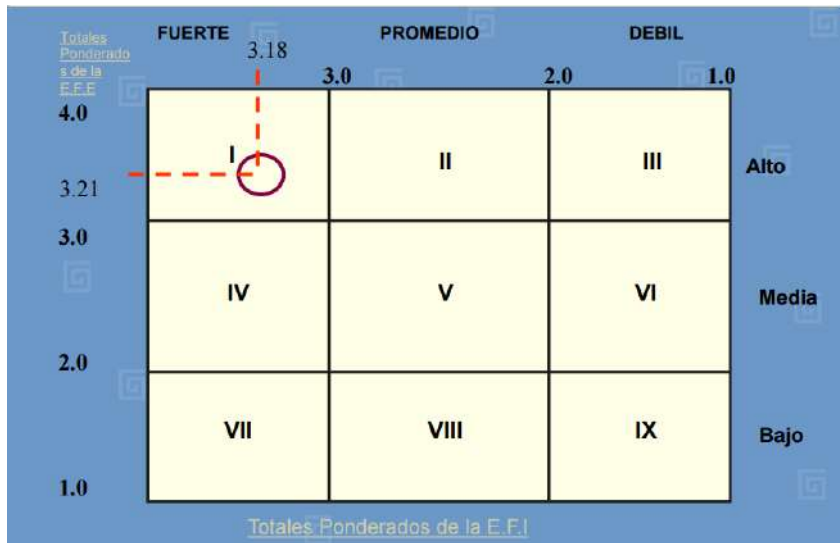 FUERTE PROMEDIO DEBIL
Totales
Ponderado
s de la
E.F.E
3.18
3.0 2.0 1.0
4.0
I II III Alto
3.21
3.0
IV V VI Media
2.0
VII VIII IX Bajo
1.0
Totales Ponderados de la E.F.I